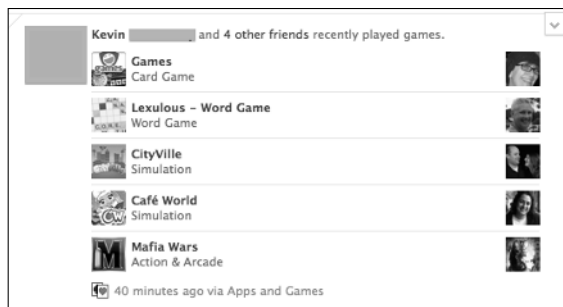 Kevin and 4 other friends recently played games.
Games
Card Game
Lexulous – Word Game
Word Game
CityVille
Simulation
Café World
Simulation
Mafia Wars
Action & Arcade
40 minutes ago via Apps and Games